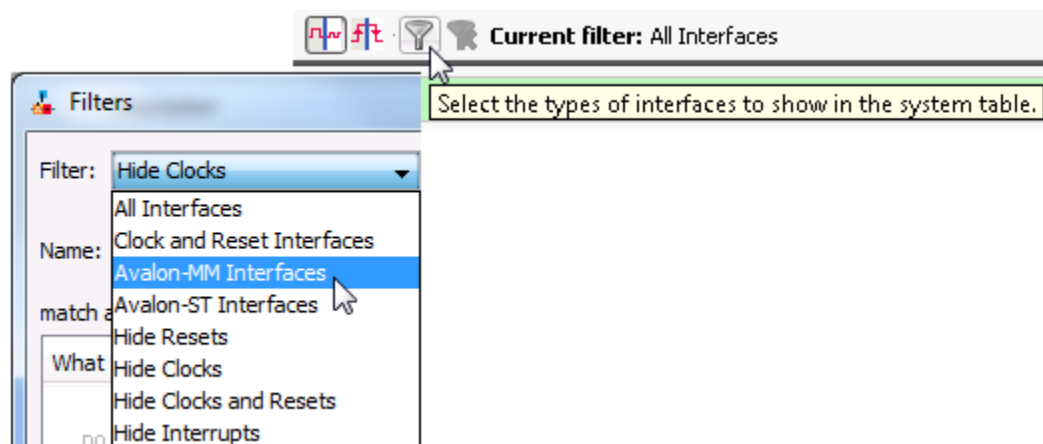 Current filter: All Interfaces
Select the types of interfaces to show in the system table.
Filters
Filter: Hide Clocks
All Interfaces
Name: Clock and Reset Interfaces
Avalon-MM Interfaces
match a Avalon-ST Interfaces
Hide Resets
What Hide Clocks
Hide Clocks and Resets
Hide Interrupts